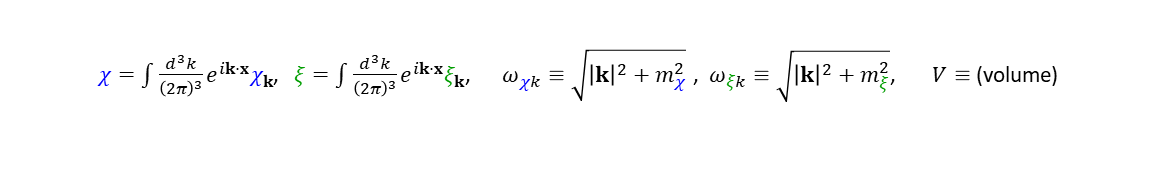 χ = ∫ d³k/(2π)³ e^{i𝐤·𝐱}χ_𝐤, ξ = ∫ d³k/(2π)³ e^{i𝐤·𝐱}ξ_𝐤, ω_{χk} ≡ √(|𝐤|² + m_χ²) , ω_{ξk} ≡ √(|𝐤|² + m_ξ²), V ≡ (volume)